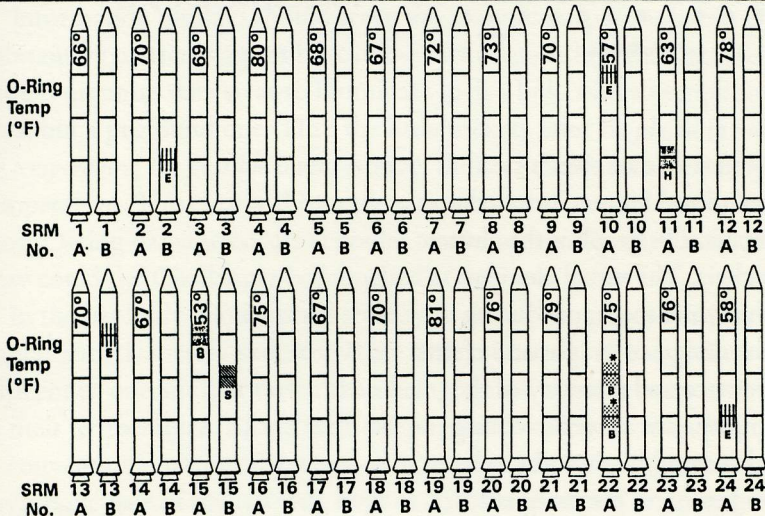 66° 70° 69° 80° 68° 67° 72° 73° 70° 57° 63° 78°
O-Ring
Temp
(°F)
E
E
H
SRM 1 1 2 2 3 3 4 4 5 5 6 6 7 7 8 8 9 9 10 10 11 11 12 12
No. A B A B A B A B A B A B A B A B A B A B A B A B
70° 67° 53° 75° 67° 70° 81° 76° 79° 75° 76° 58°
O-Ring
Temp
(°F)
E
B
S
*
B
*
B
E
SRM 13 13 14 14 15 15 16 16 17 17 18 18 19 19 20 20 21 21 22 22 23 23 24 24
No. A B A B A B A B A B A B A B A B A B A B A B A B